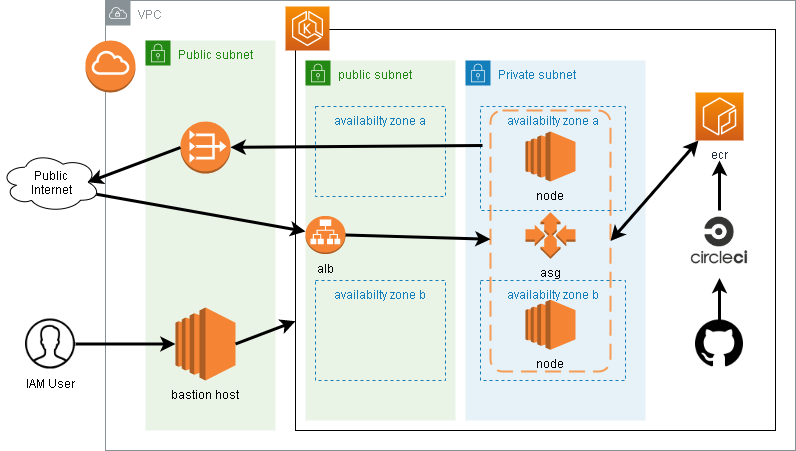 VPC
Public subnet
public subnet
Private subnet
availabilty zone a
availabilty zone a
ecr
Public
Internet
node
circleci
alb
asg
availabilty zone b
availabilty zone b
node
IAM User
bastion host